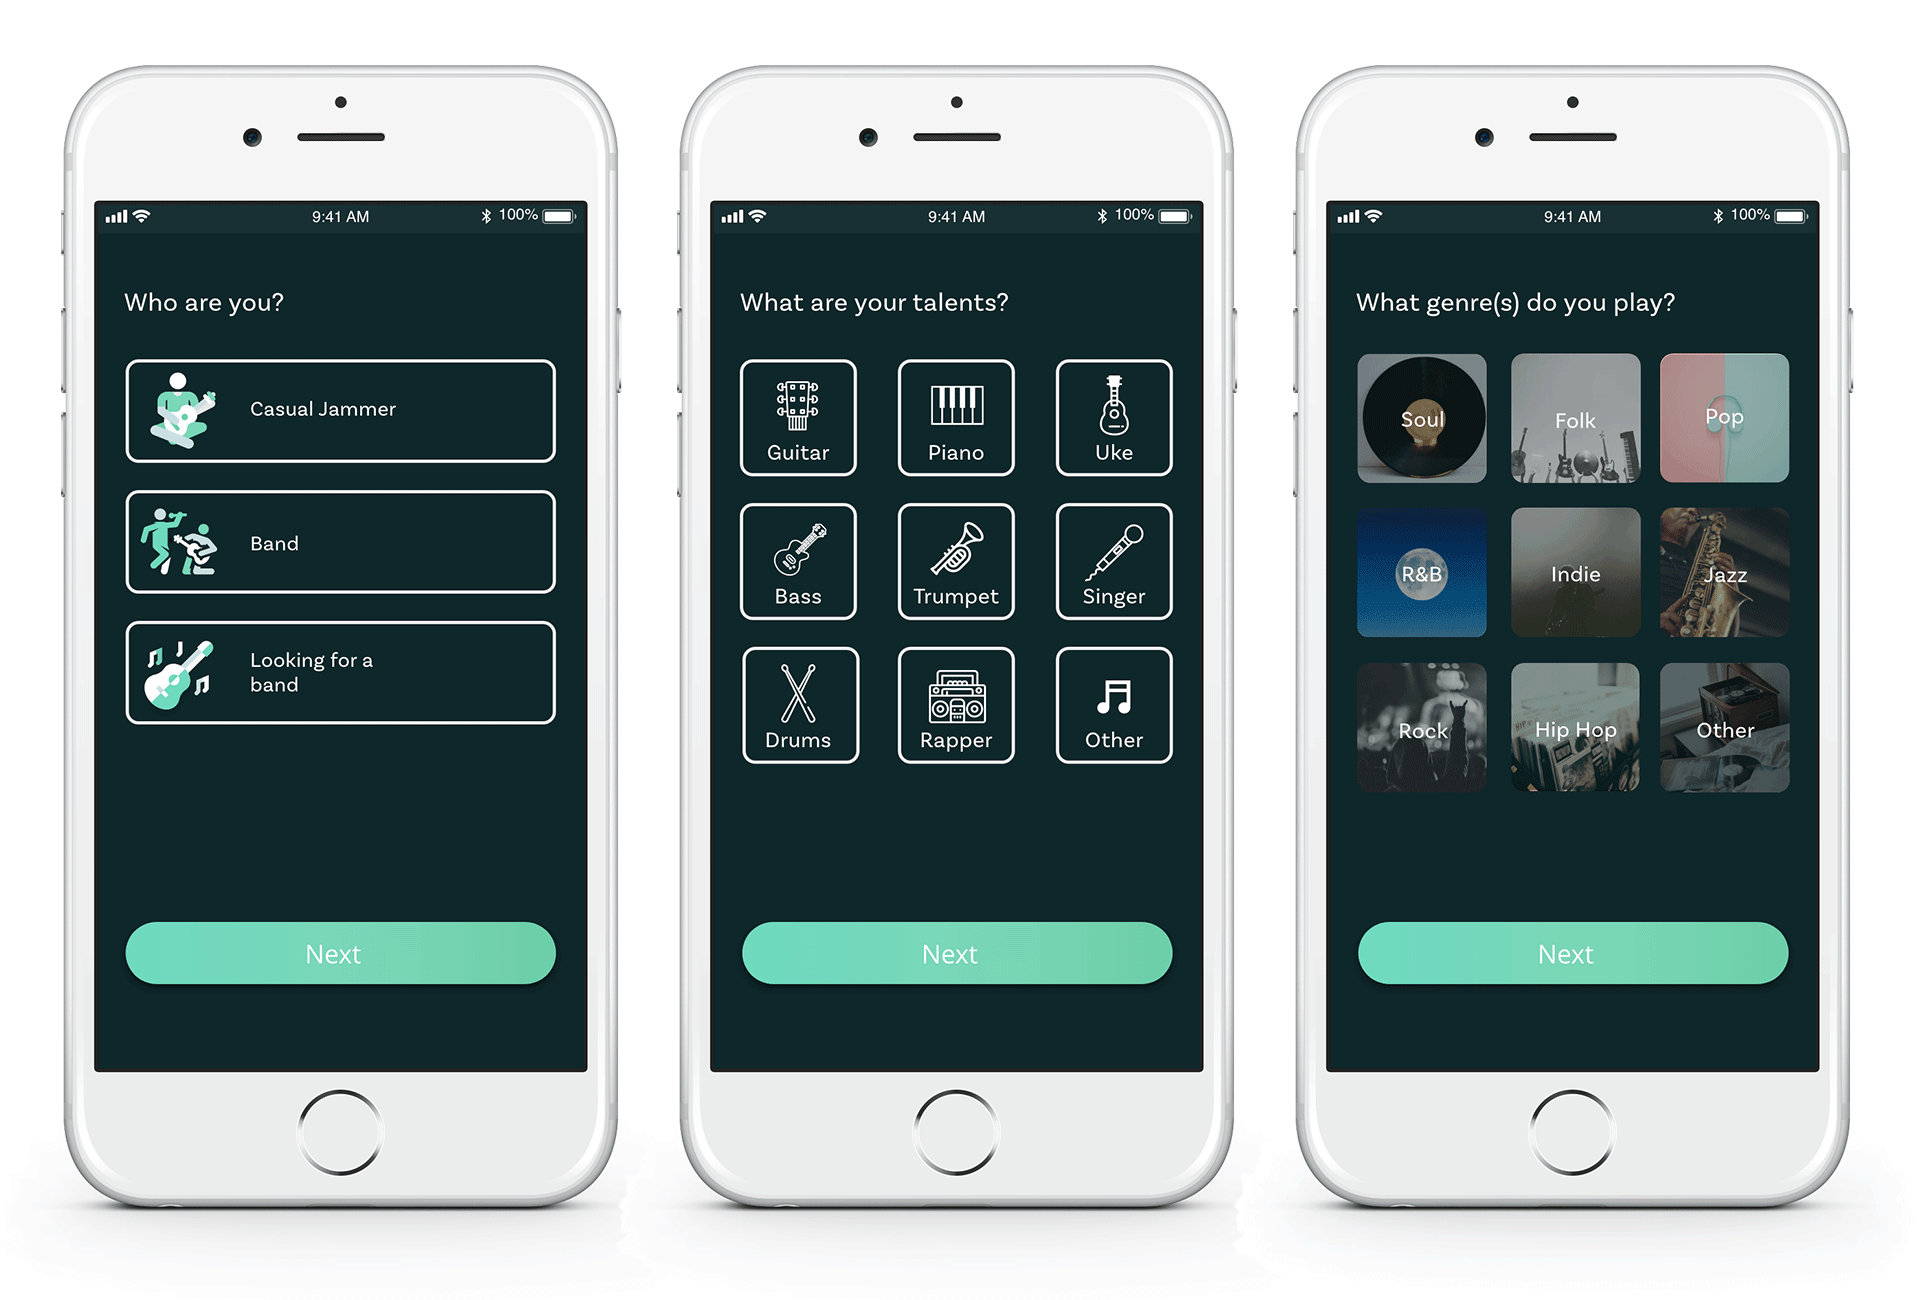 9:41 AM
100%
Who are you?
Casual Jammer
Band
Looking for a
band
Next
9:41 AM
100%
What are your talents?
Guitar
Piano
Uke
Bass
Trumpet
Singer
Drums
Rapper
Other
Next
9:41 AM
100%
What genre(s) do you play?
Soul
Folk
Pop
R&B
Indie
Jazz
Rock
Hip Hop
Other
Next